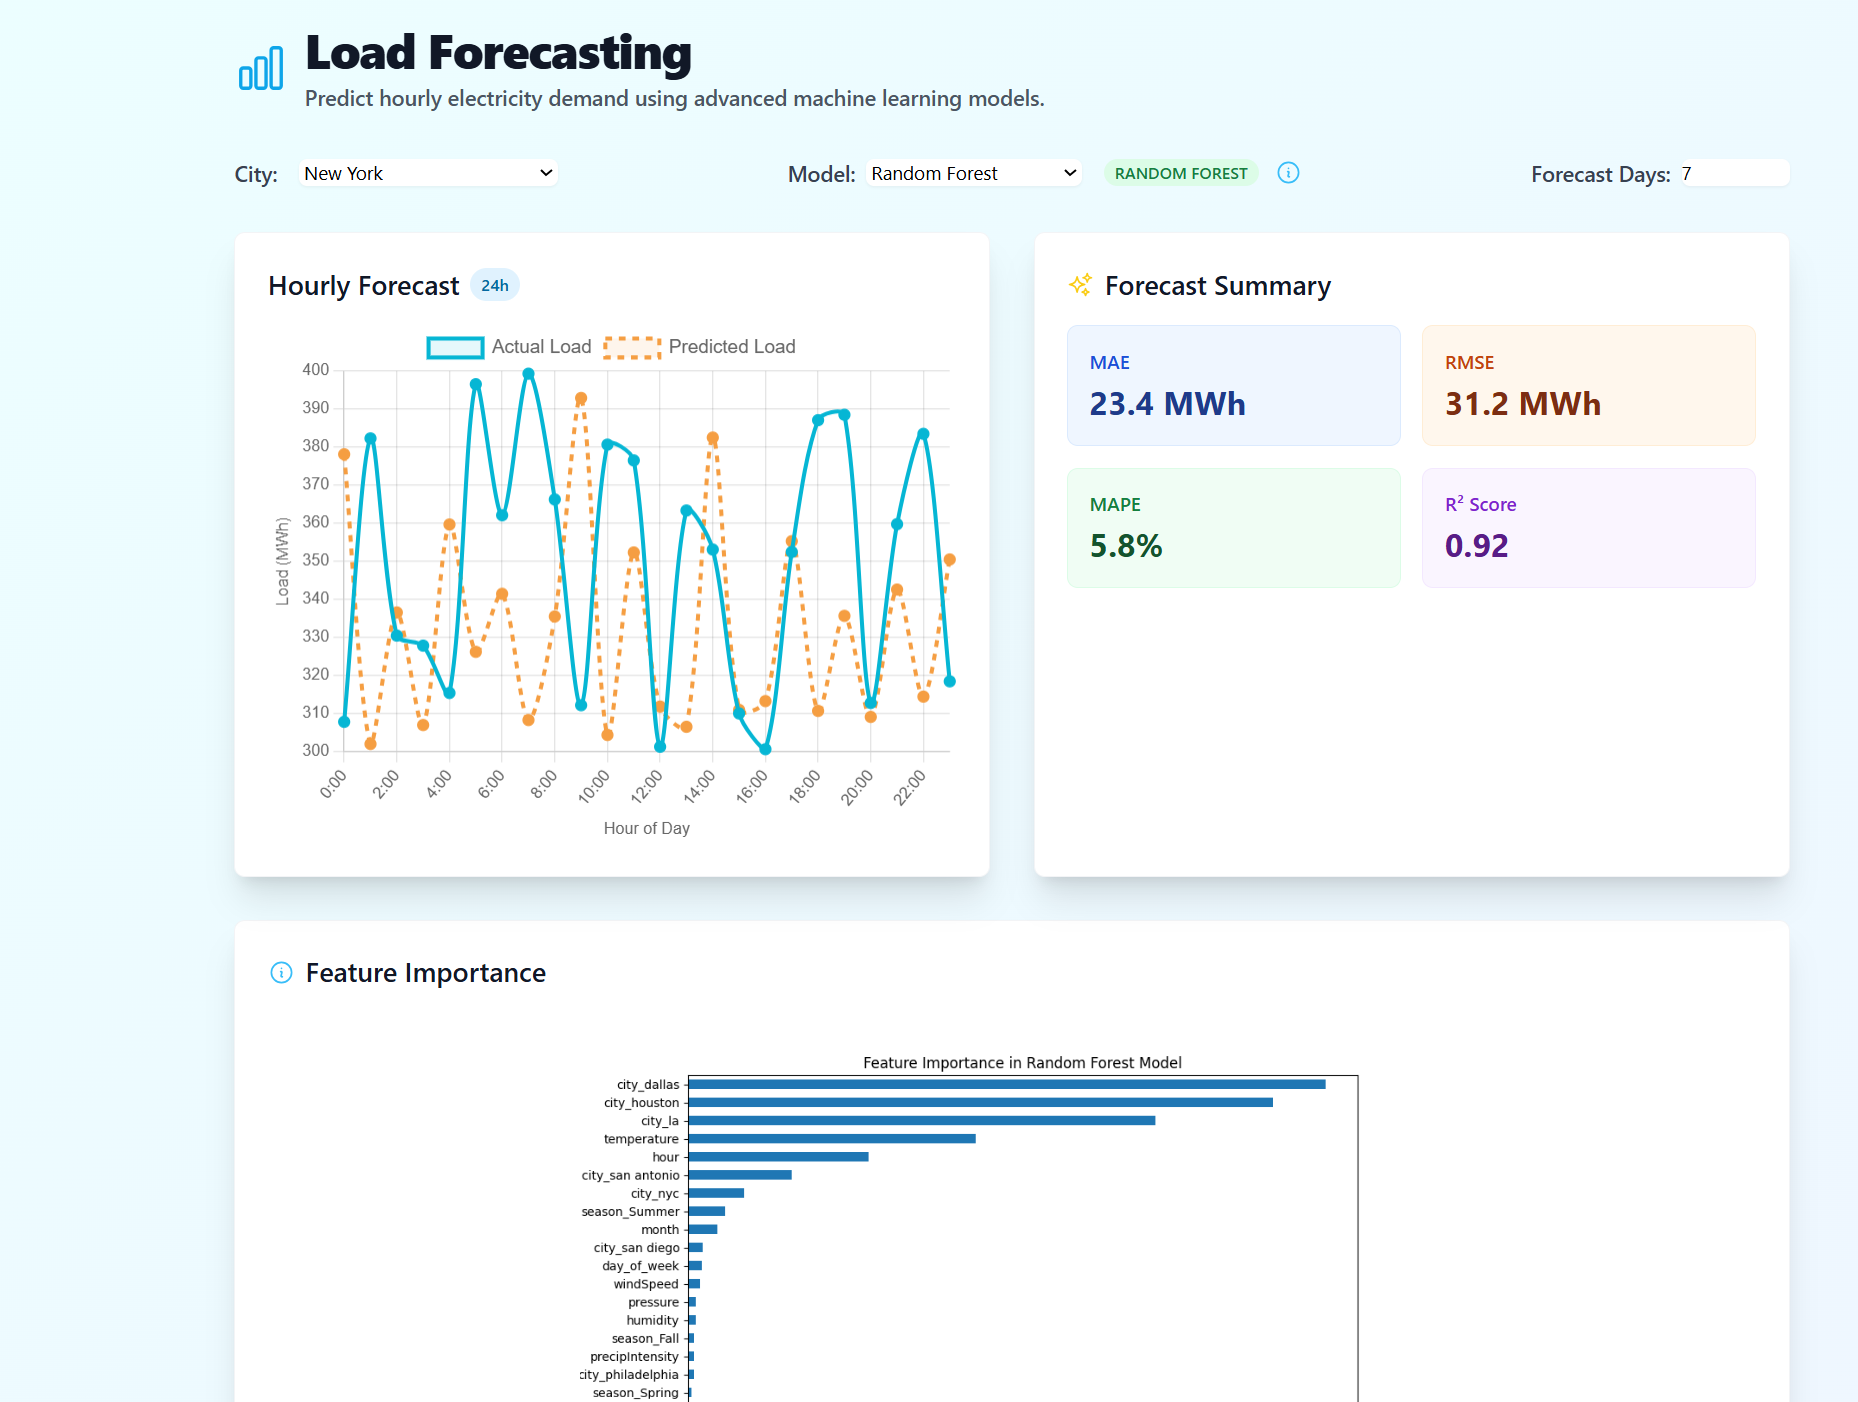 Load Forecasting
Predict hourly electricity demand using advanced machine learning models.
City: New York
Model: Random Forest RANDOM FOREST
Forecast Days: 7
Hourly Forecast 24h
Actual Load Predicted Load
400
390
380
370
360
350
340
330
320
310
300
Load (MWh)
0:00 2:00 4:00 6:00 8:00 10:00 12:00 14:00 16:00 18:00 20:00 22:00
Hour of Day
Forecast Summary
MAE
23.4 MWh
RMSE
31.2 MWh
MAPE
5.8%
R² Score
0.92
Feature Importance
Feature Importance in Random Forest Model
city_dallas
city_houston
city_la
temperature
hour
city_san antonio
city_nyc
season_Summer
month
city_san diego
day_of_week
windSpeed
pressure
humidity
season_Fall
precipIntensity
city_philadelphia
season_Spring